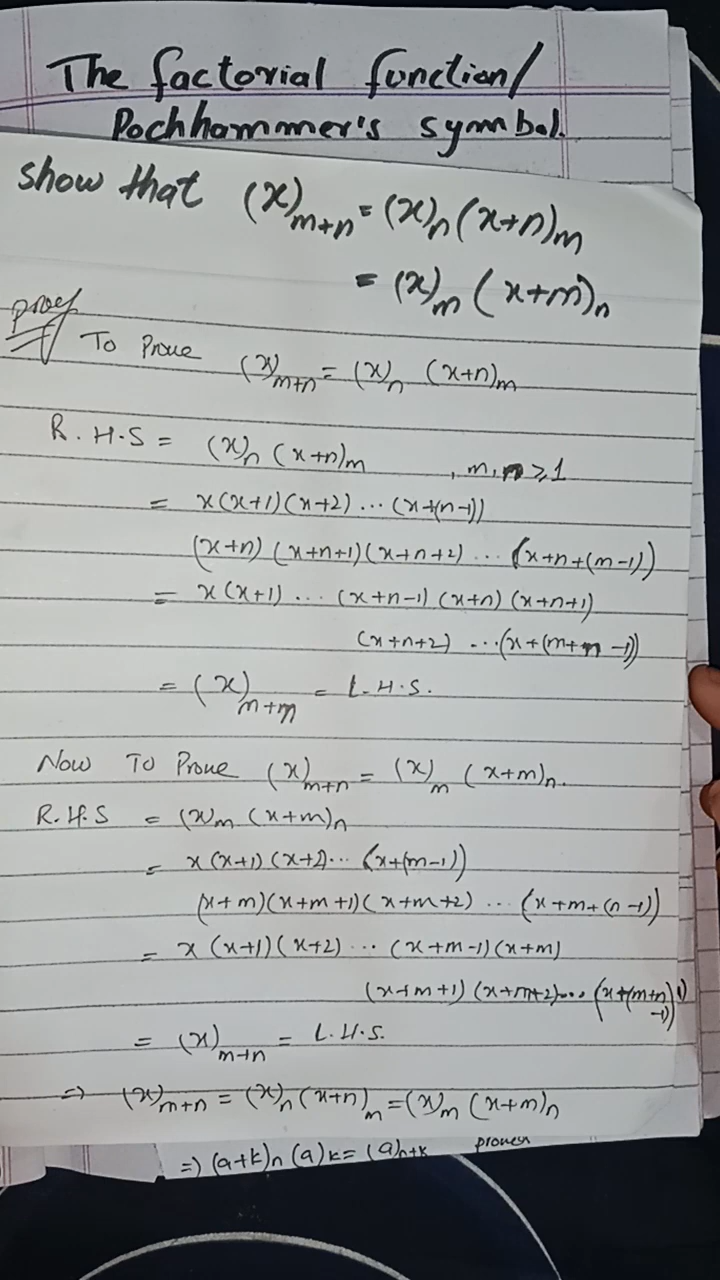 The factorial function/
Pochhammer's symbol.
show that (x)m+n = (x)n (x+n)m
= (x)m (x+m)n
proof
To Prove (x)m+n = (x)n (x+n)m
R.H.S = (x)n (x+n)m , m, n ≥ 1
= x(x+1)(x+2) ... (x+(n-1))
(x+n) (x+n+1)(x+n+2) ... (x+n+(m-1))
= x(x+1) ... (x+n-1) (x+n) (x+n+1)
(x+n+2) ... (x+(m+n-1))
= (x)m+n = L.H.S.
Now To Prove (x)m+n = (x)m (x+m)n.
R.H.S = (x)m (x+m)n
= x (x+1) (x+2) ... (x+(m-1))
(x+m)(x+m+1)(x+m+2) ... (x+m+(n-1))
= x (x+1)(x+2) ... (x+m-1)(x+m)
(x+m+1) (x+m+2) ... (x+(m+n)-1))
= (x)m+n = L.H.S.
=> (x)m+n = (x)n (x+n)m = (x)m (x+m)n
=> (a+k)n (a)k = (a)n+k